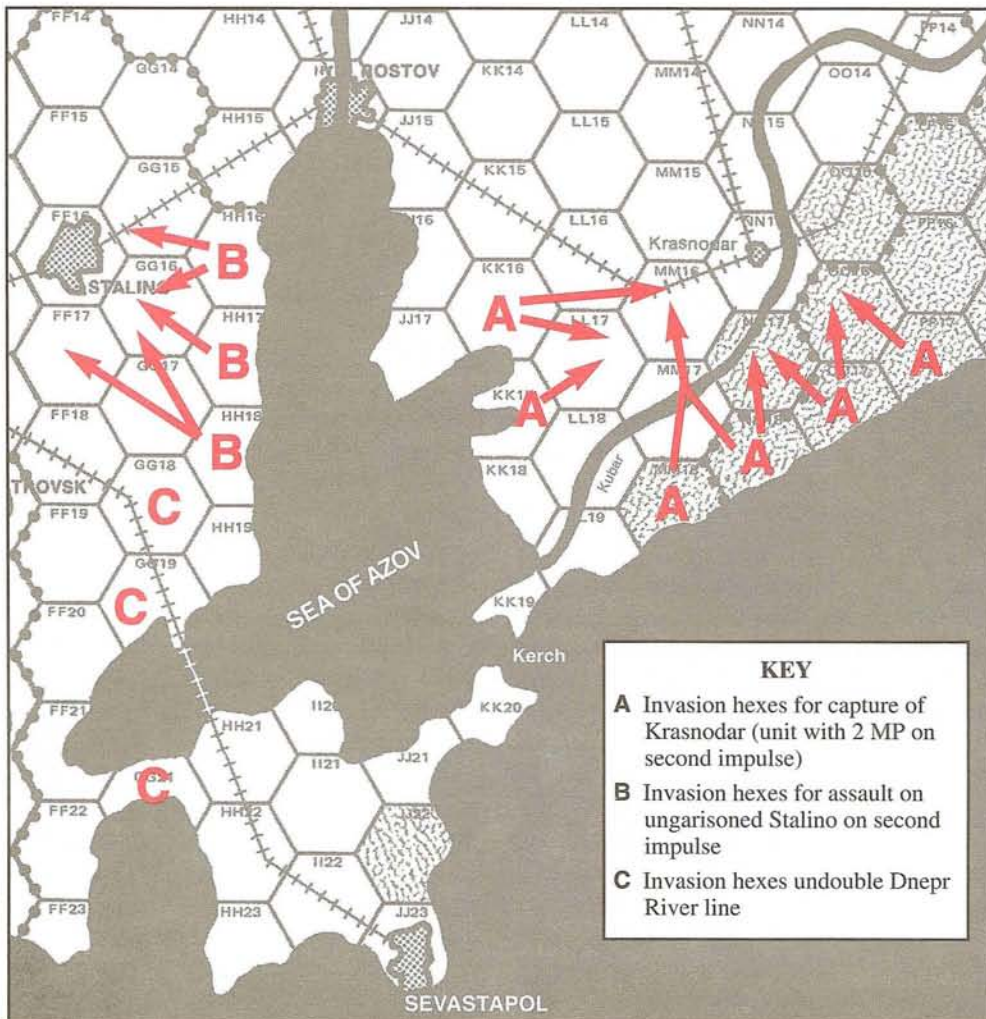 FF14
HH14
JJ14
LL14
NN14
PP14
GG14
ROSTOV
KK14
MM14
OO14
FF15
HH15
JJ15
LL15
GG15
KK15
MM15
FF16
HH16
LL16
Krasnodar
GG16
KK16
MM16
STALINO
B
A
FF17
HH17
JJ17
LL17
B
A
GG17
MM17
A
A
FF18
HH18
LL18
B
A
GG18
KK18
Kubar
MM18
A
TROVSK
C
FF19
HH19
GG19
SEA OF AZOV
KK19
C
FF20
Kerch
FF21
HH21
KK20
II21
JJ21
GG21
C
FF22
HH22
JJ22
II22
FF23
HH23
JJ23
SEVASTAPOL
KEY
A Invasion hexes for capture of
Krasnodar (unit with 2 MP on
second impulse)
B Invasion hexes for assault on
ungarisoned Stalino on second
impulse
C Invasion hexes undouble Dnepr
River line